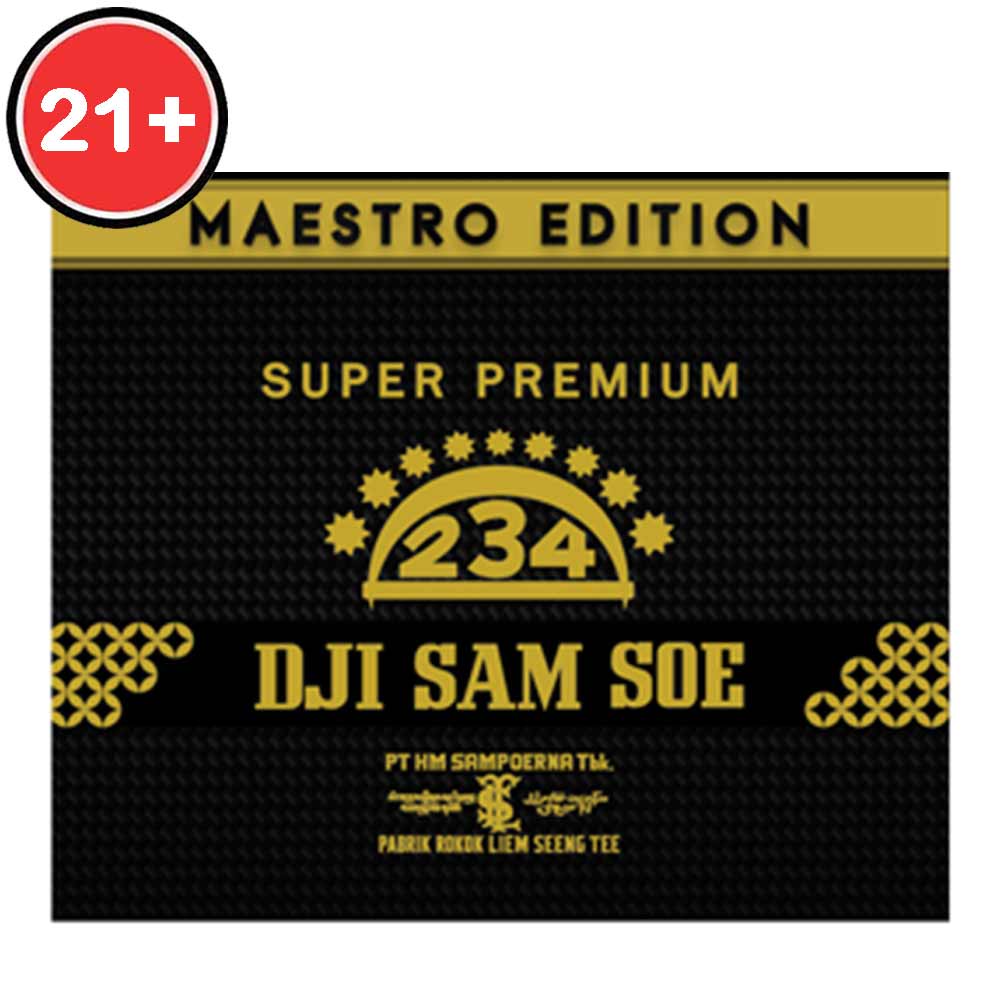 21+
MAESTRO EDITION
SUPER PREMIUM
234
DJI SAM SOE
PT HM SAMPOERNA Tbk.
PABRIK ROKOK LIEM SEENG TEE